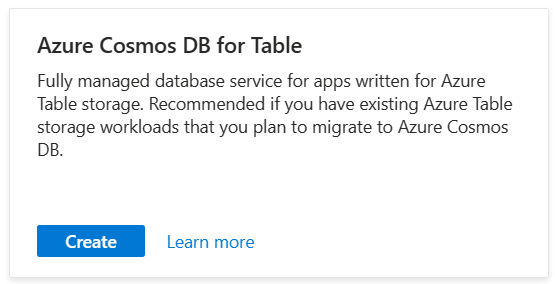 Azure Cosmos DB for Table
Fully managed database service for apps written for Azure
Table storage. Recommended if you have existing Azure Table
storage workloads that you plan to migrate to Azure Cosmos
DB.
Create
Learn more